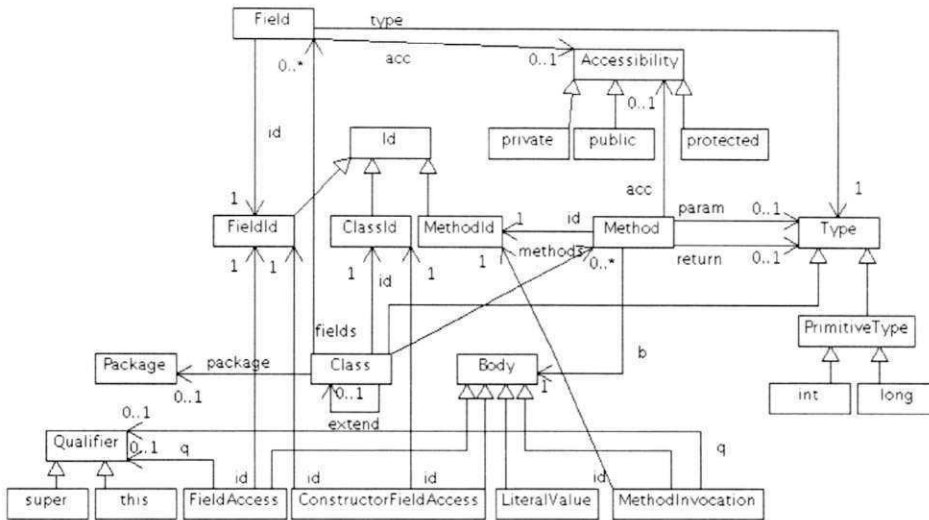 Field
type
acc
0..1
Accessibility
0..*
0..1
id
Id
private
public
protected
acc
1
1
FieldId
ClassId
MethodId
1
id
Method
param
0..1
Type
1
1
1
id
1
1
methods
0..*
return
0..1
fields
PrimitiveType
Package
package
Class
Body
b
0..1
0..1
1
int
long
0..1
extend
Qualifier
0..1
q
id
id
id
id
q
super
this
FieldAccess
ConstructorFieldAccess
LiteralValue
MethodInvocation